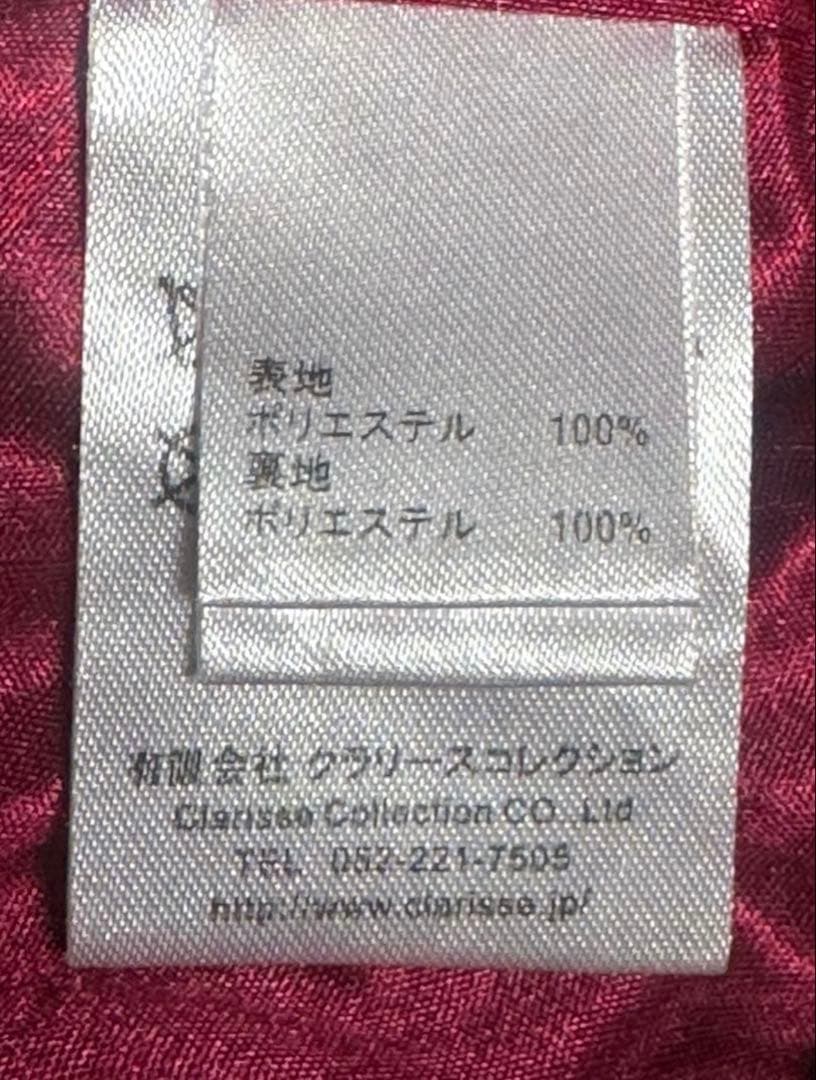 表地
ポリエステル 100%
裏地
ポリエステル 100%
有限会社 クラリースコレクション
Clarisse Collection CO.,Ltd
TEL 052-221-7505
http://www.clarisse.jp/